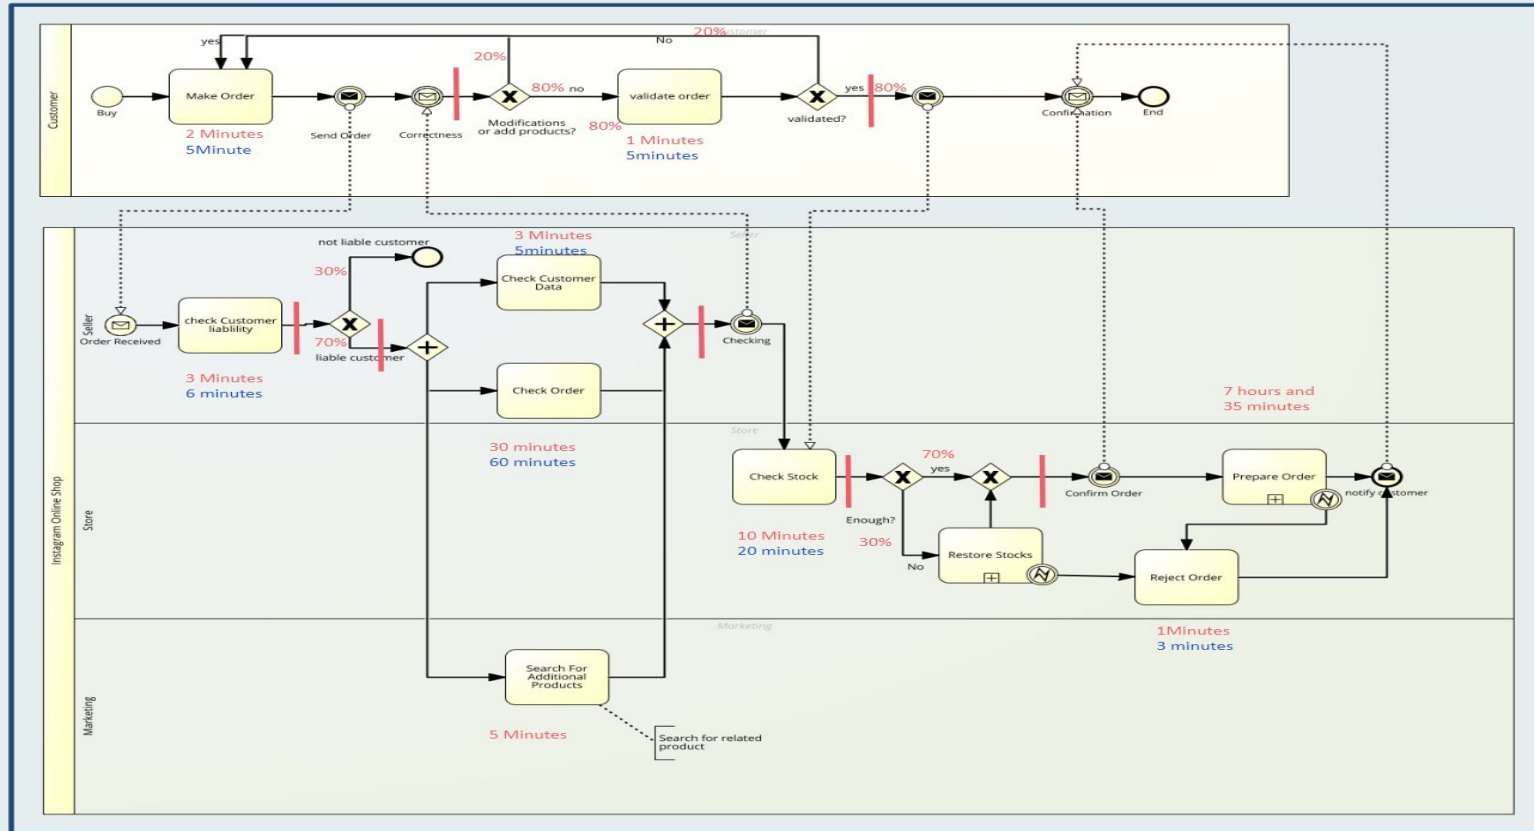 Customer
Customer
Buy
yes
Make Order
2 Minutes
5Minute
Send Order
Correctness
20%
Modifications
or add products?
80% no
80%
validate order
1 Minutes
5minutes
No
20%
validated?
yes
80%
Confirmation
End
Instagram Online Shop
Seller
Seller
Order Received
check Customer
liablility
3 Minutes
6 minutes
not liable customer
30%
70%
liable customer
3 Minutes
5minutes
Check Customer
Data
Check Order
30 minutes
60 minutes
Checking
Store
Store
Check Stock
10 Minutes
20 minutes
Enough?
70%
yes
30%
No
Restore Stocks
Confirm Order
7 hours and
35 minutes
Prepare Order
notify customer
Reject Order
1Minutes
3 minutes
Marketing
Marketing
Search For
Additional
Products
5 Minutes
Search for related
product